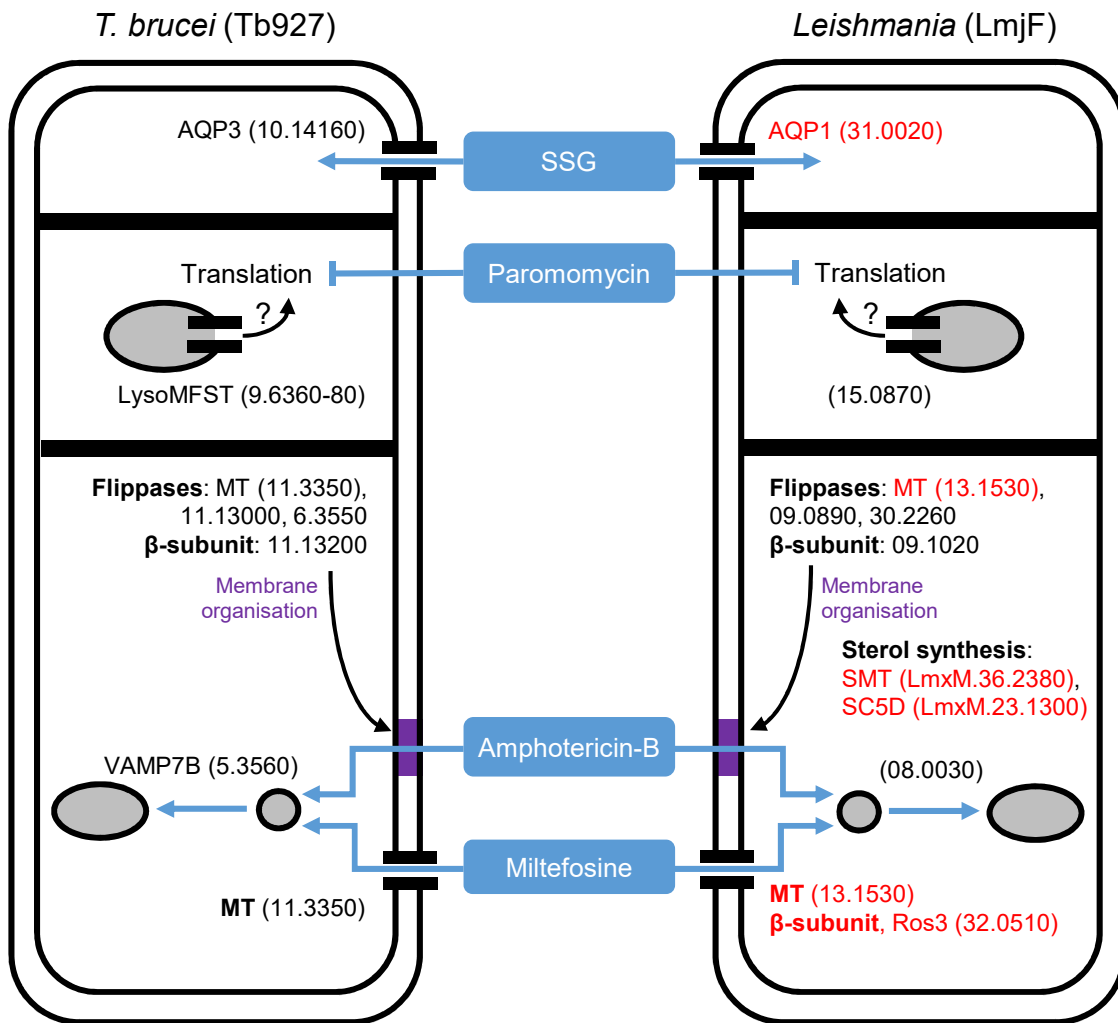 T. brucei (Tb927)
Leishmania (LmjF)
AQP3 (10.14160)
SSG
AQP1 (31.0020)
Translation
?
LysoMFST (9.6360-80)
Paromomycin
Translation
?
(15.0870)
Flippases: MT (11.3350),
11.13000, 6.3550
β-subunit: 11.13200
Membrane
organisation
Flippases: MT (13.1530),
09.0890, 30.2260
β-subunit: 09.1020
Membrane
organisation
Sterol synthesis:
SMT (LmxM.36.2380),
SC5D (LmxM.23.1300)
VAMP7B (5.3560)
Amphotericin-B
(08.0030)
Miltefosine
MT (11.3350)
MT (13.1530)
β-subunit, Ros3 (32.0510)